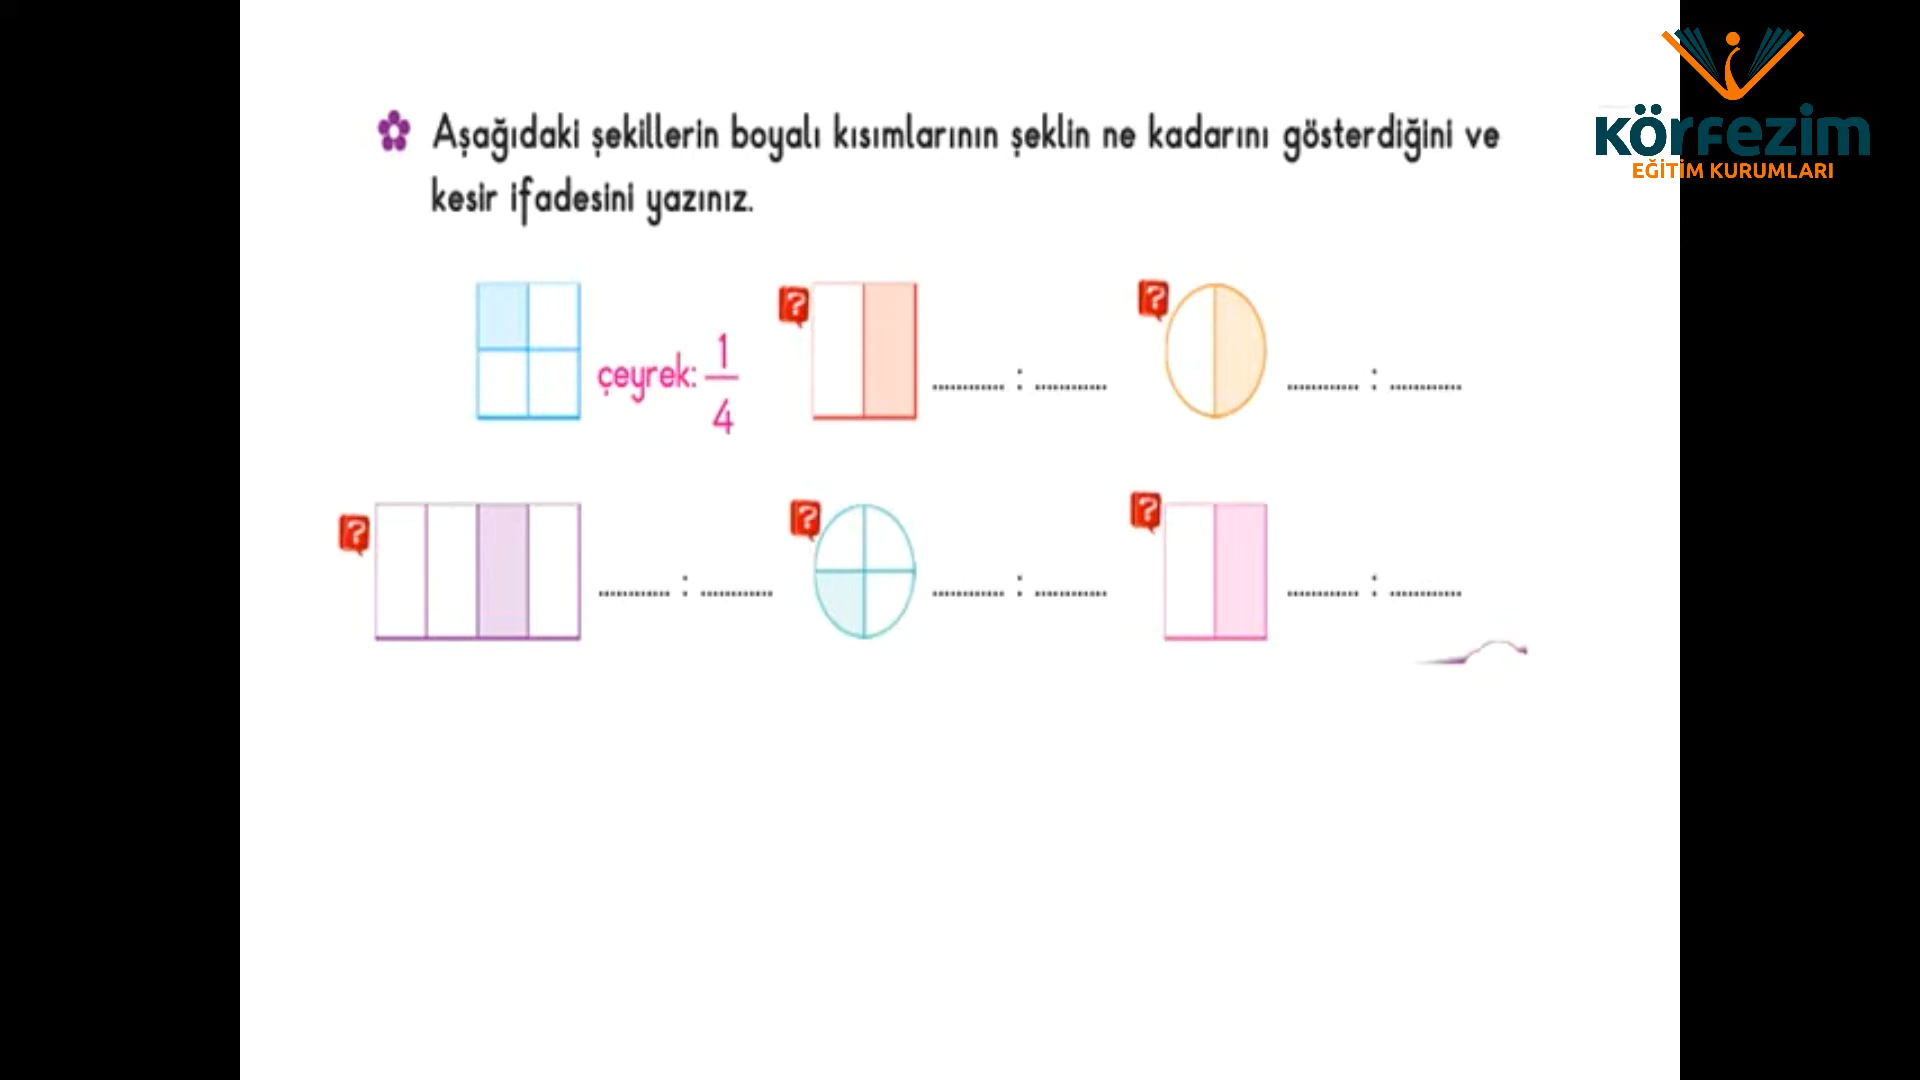 körfezim
EĞİTİM KURUMLARI
Aşağıdaki şekillerin boyalı kısımlarının şeklin ne kadarını gösterdiğini ve
kesir ifadesini yazınız.
çeyrek: 1/4
? ............ : ............
? ............ : ............
? ............ : ............
? ............ : ............
? ............ : ............